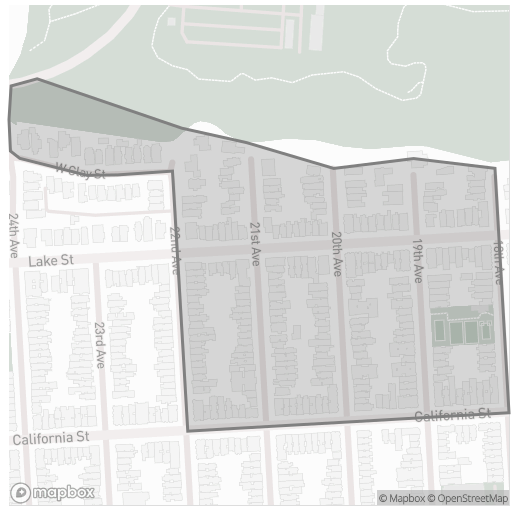 W Clay St
24th Ave
22nd Ave
21st Ave
20th Ave
19th Ave
18th Ave
Lake St
23rd Ave
California St
California St
mapbox
© Mapbox © OpenStreetMap